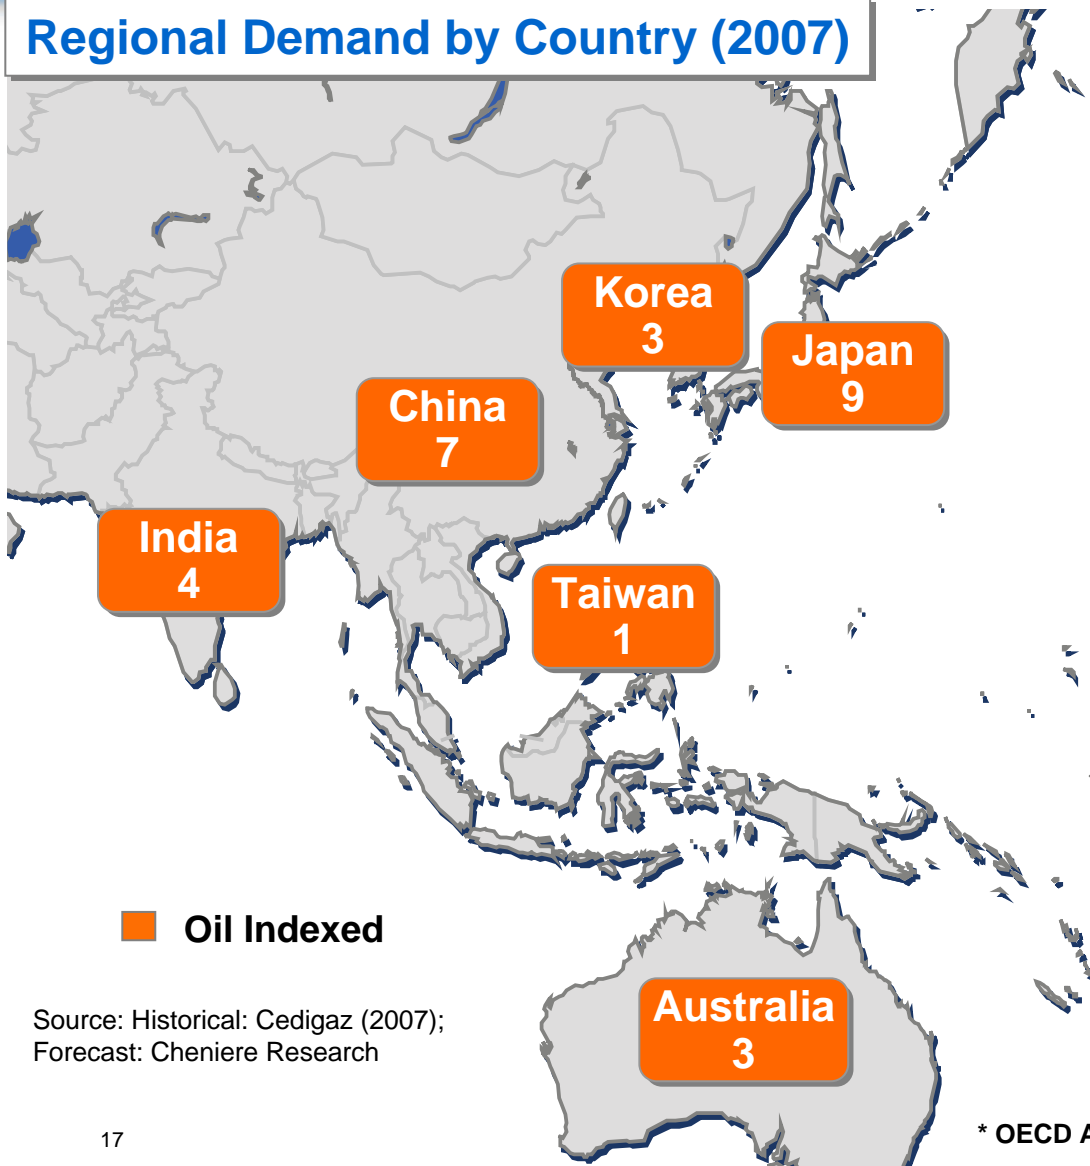 Regional Demand by Country (2007)
Korea
3
Japan
9
China
7
India
4
Taiwan
1
Oil Indexed
Australia
3
Source: Historical: Cedigaz (2007);
Forecast: Cheniere Research
17
* OECD A